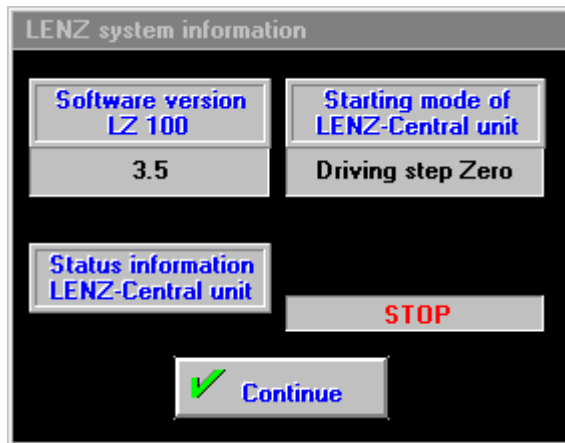 LENZ system information
Software version
LZ 100
3.5
Starting mode of
LENZ-Central unit
Driving step Zero
Status information
LENZ-Central unit
STOP
Continue